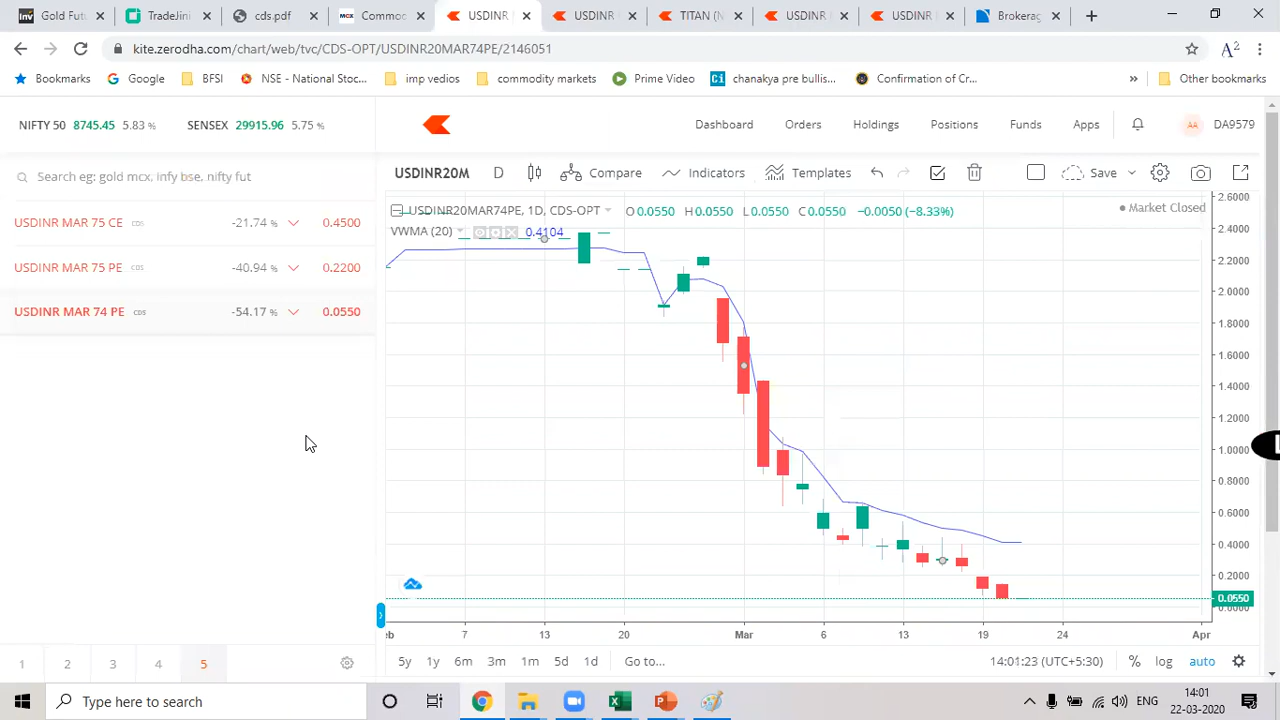 Gold Futu
TradeJini
cds.pdf
Commod
USDINR
USDINR
TITAN
USDINR
USDINR
Brokerag
kite.zerodha.com/chart/web/tvc/CDS-OPT/USDINR20MAR74PE/2146051
Bookmarks
Google
BFSI
NSE - National Stoc...
imp vedios
commodity markets
Prime Video
chanakya pre bullis...
Confirmation of Cr...
»
Other bookmarks
NIFTY 50 8745.45 5.83 %
SENSEX 29915.96 5.75 %
Dashboard
Orders
Holdings
Positions
Funds
Apps
AA
DA9579
Search eg: gold mcx, infy bse, nifty fut
USDINR20M
D
Compare
Indicators
Templates
Save
USDINR MAR 75 CE CDS -21.74 % 0.4500
USDINR MAR 75 PE CDS -40.94 % 0.2200
USDINR MAR 74 PE CDS -54.17 % 0.0550
USDINR20MAR74PE, 1D, CDS-OPT
O 0.0550 H 0.0550 L 0.0550 C 0.0550 −0.0050 (−8.33%)
Market Closed
VWMA (20) 0.4104
2.6000
2.4000
2.2000
2.0000
1.8000
1.6000
1.4000
1.2000
1.0000
0.8000
0.6000
0.4000
0.2000
0.0550
0.0000
7
13
20
Mar
6
13
19
24
Apr
1
2
3
4
5
5y 1y 6m 3m 1m 5d 1d Go to...
14:01:23 (UTC+5:30)
% log auto
Type here to search
ENG
14:01
22-03-2020